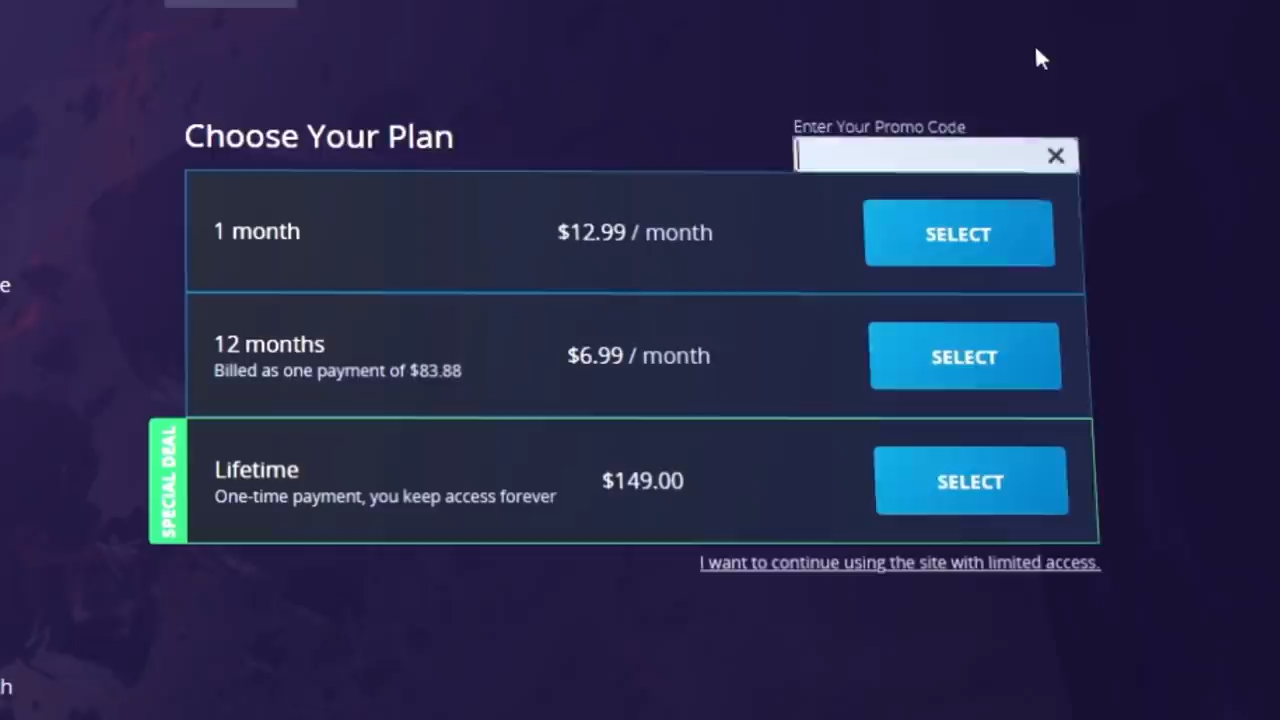 Choose Your Plan
Enter Your Promo Code
1 month
$12.99 / month
SELECT
12 months
Billed as one payment of $83.88
$6.99 / month
SELECT
SPECIAL DEAL
Lifetime
One-time payment, you keep access forever
$149.00
SELECT
I want to continue using the site with limited access.